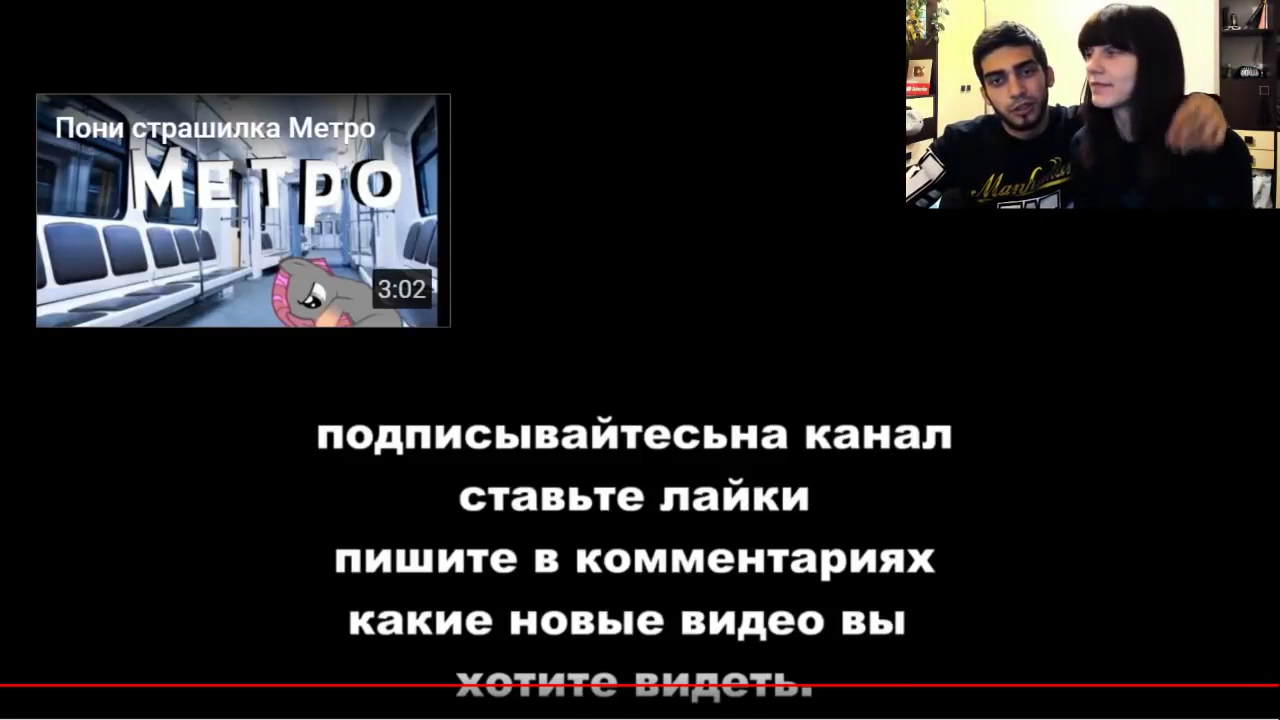 Пони страшилка Метро
МЕТРО
3:02
подписывайтесьна канал
ставьте лайки
пишите в комментариях
какие новые видео вы
хотите видеть.